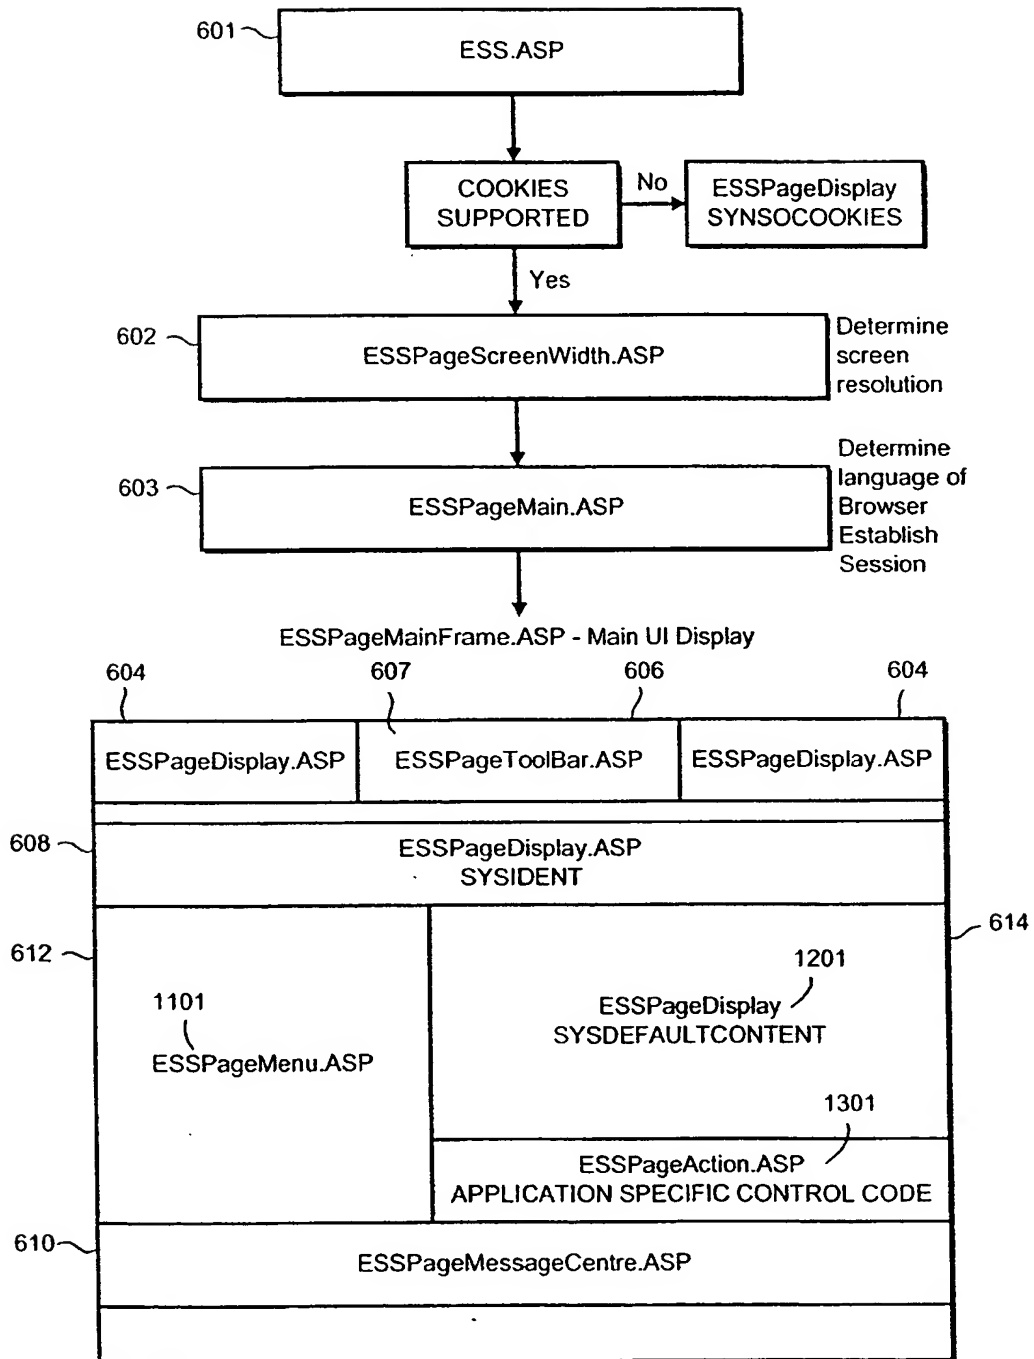 601
ESS.ASP
COOKIES
SUPPORTED
No
ESSPageDisplay
SYNSOCOOKIES
Yes
602
ESSPageScreenWidth.ASP
Determine
screen
resolution
603
ESSPageMain.ASP
Determine
language of
Browser
Establish
Session
ESSPageMainFrame.ASP - Main UI Display
604
607
606
604
ESSPageDisplay.ASP
ESSPageToolBar.ASP
ESSPageDisplay.ASP
608
ESSPageDisplay.ASP
SYSIDENT
612
614
1101
ESSPageMenu.ASP
1201
ESSPageDisplay
SYSDEFAULTCONTENT
1301
ESSPageAction.ASP
APPLICATION SPECIFIC CONTROL CODE
610
ESSPageMessageCentre.ASP